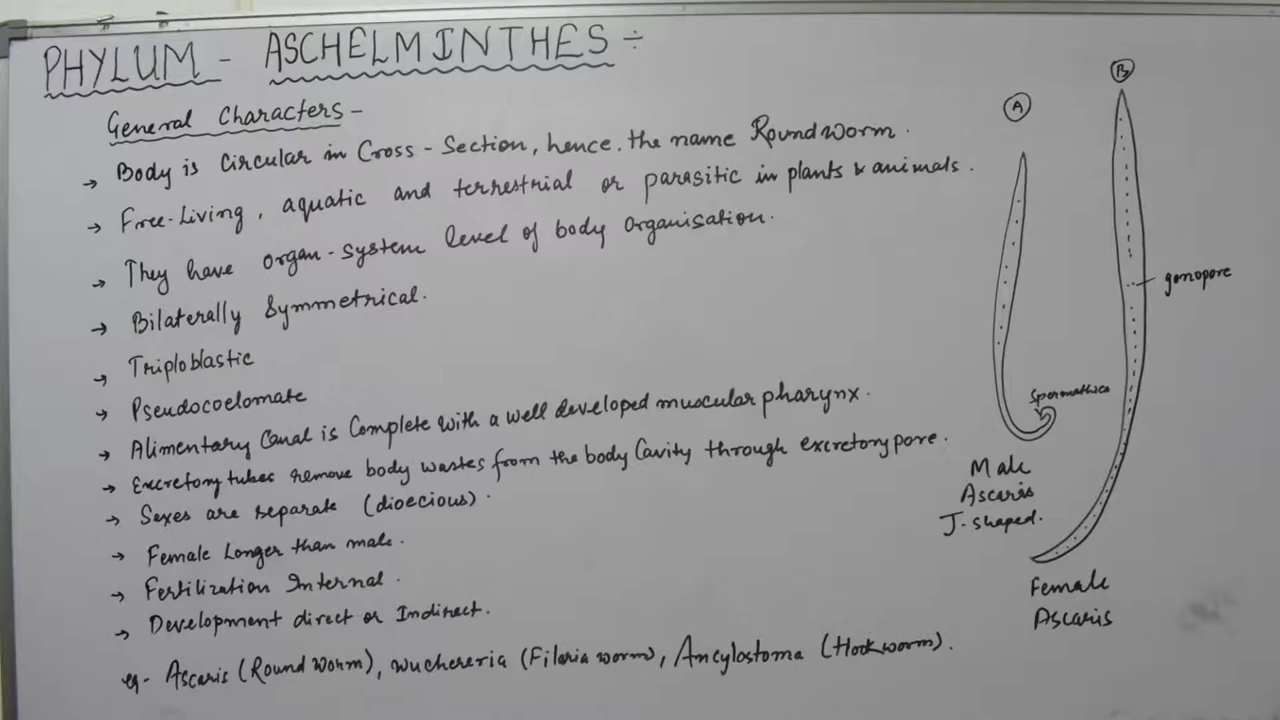 PHYLUM - ASCHELMINTHES ÷
General Characters -
→ Body is Circular in Cross-Section, hence. the name Roundworm.
→ Free-Living, aquatic and terrestrial or parasitic in plants & animals.
→ They have organ-system level of body organisation.
→ Bilaterally Symmetrical.
→ Triploblastic
→ Pseudocoelomate
→ Alimentary Canal is Complete with a well developed muscular pharynx.
→ Excretory tubes remove body wastes from the body Cavity through excretory pore.
→ Sexes are separate (dioecious).
→ Female Longer than male.
→ Fertilization Internal.
→ Development direct or Indirect.
eg- Ascaris (Round Worm), Wuchereria (Filaria worm), Ancylostoma (Hookworm).
A
B
gonopore
Spermathica
Male
Ascaris
J-shaped.
Female
Ascaris